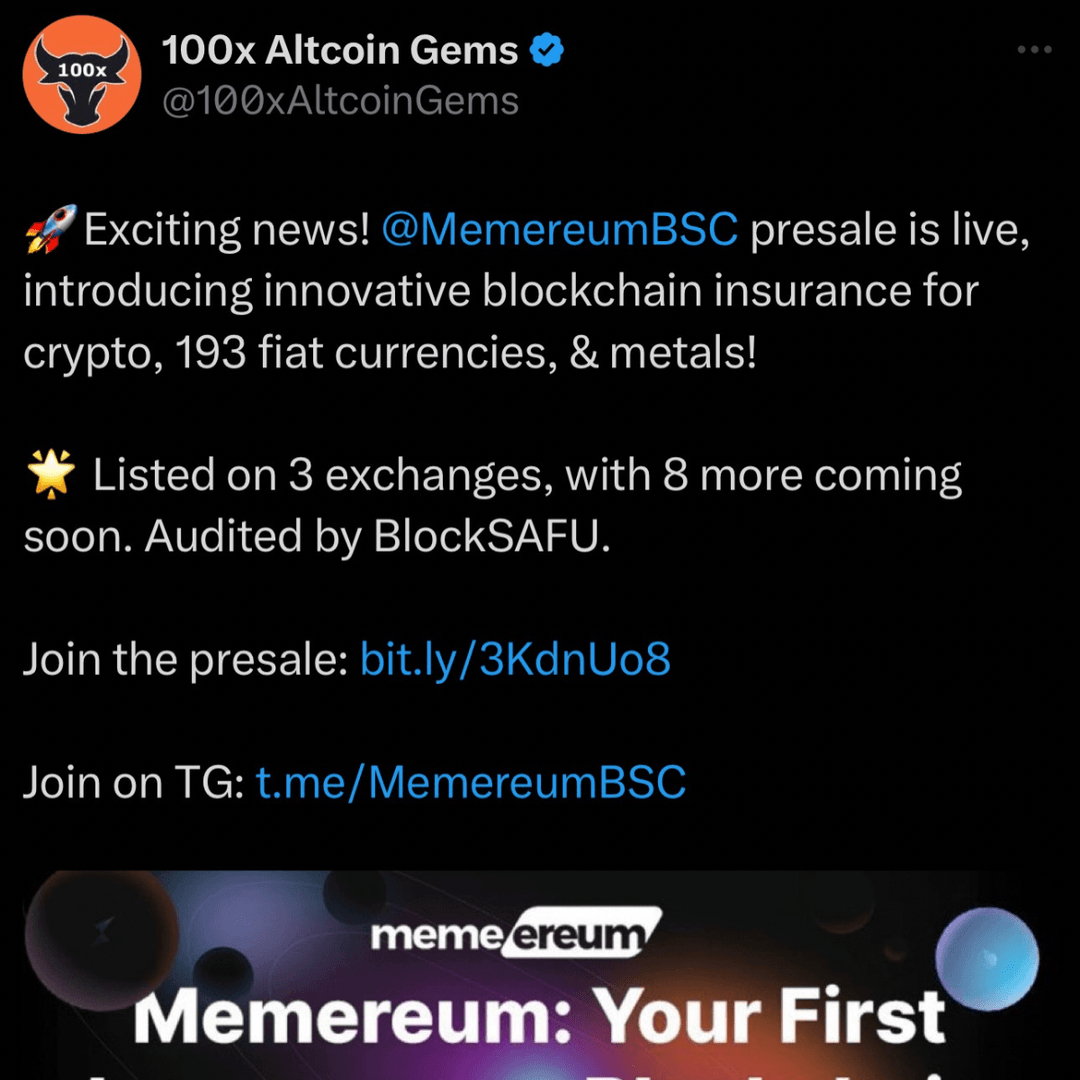 100x
100x Altcoin Gems
@100xAltcoinGems
🚀Exciting news! @MemereumBSC presale is live,
introducing innovative blockchain insurance for
crypto, 193 fiat currencies, & metals!
🌟 Listed on 3 exchanges, with 8 more coming
soon. Audited by BlockSAFU.
Join the presale: bit.ly/3KdnUo8
Join on TG: t.me/MemereumBSC
memeereum
Memereum: Your First